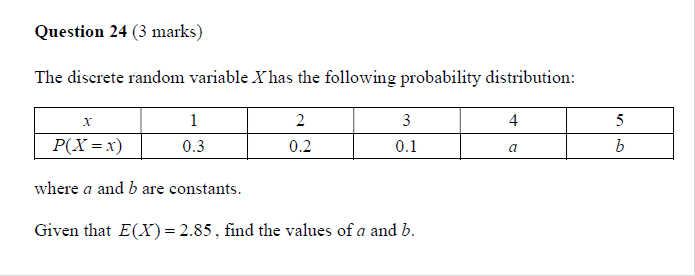 Question 24 (3 marks)
The discrete random variable X has the following probability distribution:
x 1 2 3 4 5
P(X = x) 0.3 0.2 0.1 a b
where a and b are constants.
Given that E(X) = 2.85, find the values of a and b.